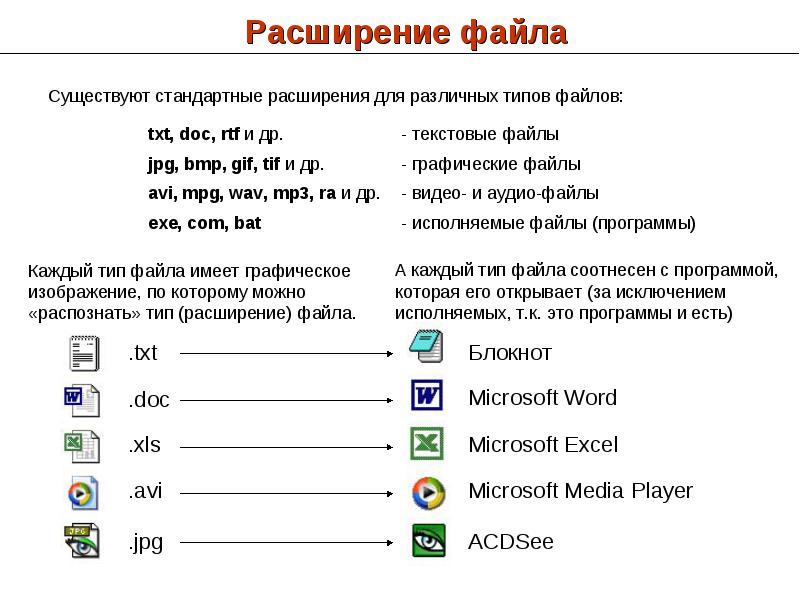 Расширение файла
Существуют стандартные расширения для различных типов файлов:
txt, doc, rtf и др. - текстовые файлы
jpg, bmp, gif, tif и др. - графические файлы
avi, mpg, wav, mp3, ra и др. - видео- и аудио-файлы
exe, com, bat - исполняемые файлы (программы)
Каждый тип файла имеет графическое
изображение, по которому можно
«распознать» тип (расширение) файла.
А каждый тип файла соотнесен с программой,
которая его открывает (за исключением
исполняемых, т.к. это программы и есть)
.txt Блокнот
.doc Microsoft Word
.xls Microsoft Excel
.avi Microsoft Media Player
JPG .jpg ACDSee